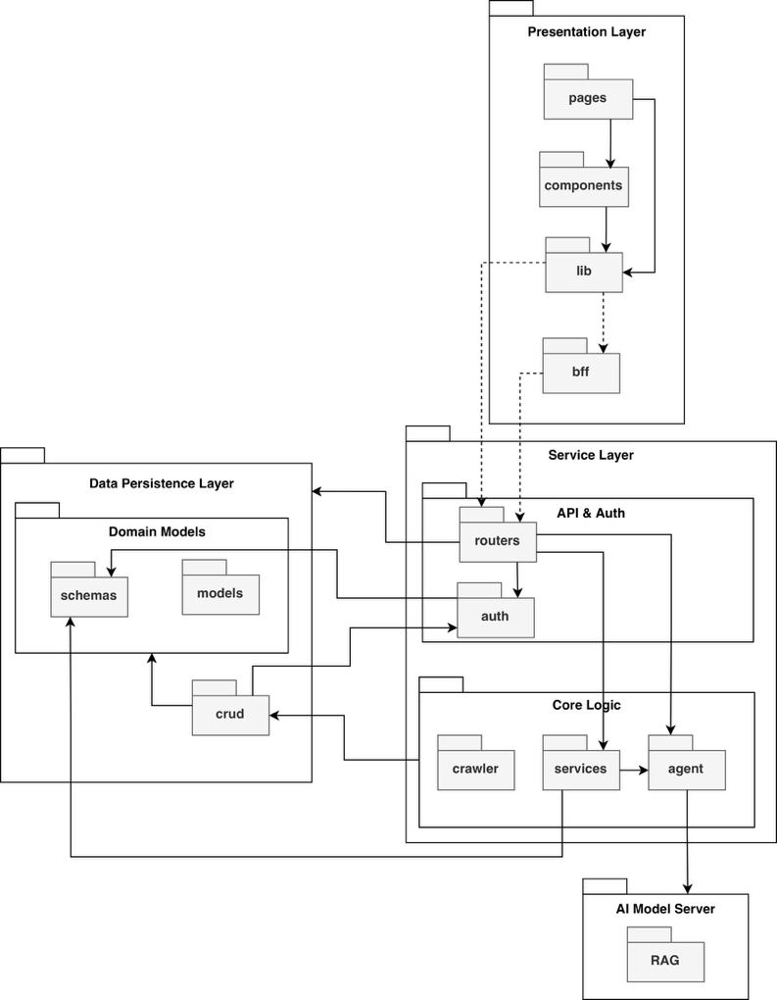 Presentation Layer
pages
components
lib
bff
Service Layer
Data Persistence Layer
API & Auth
Domain Models
routers
schemas
models
auth
crud
Core Logic
crawler
services
agent
AI Model Server
RAG